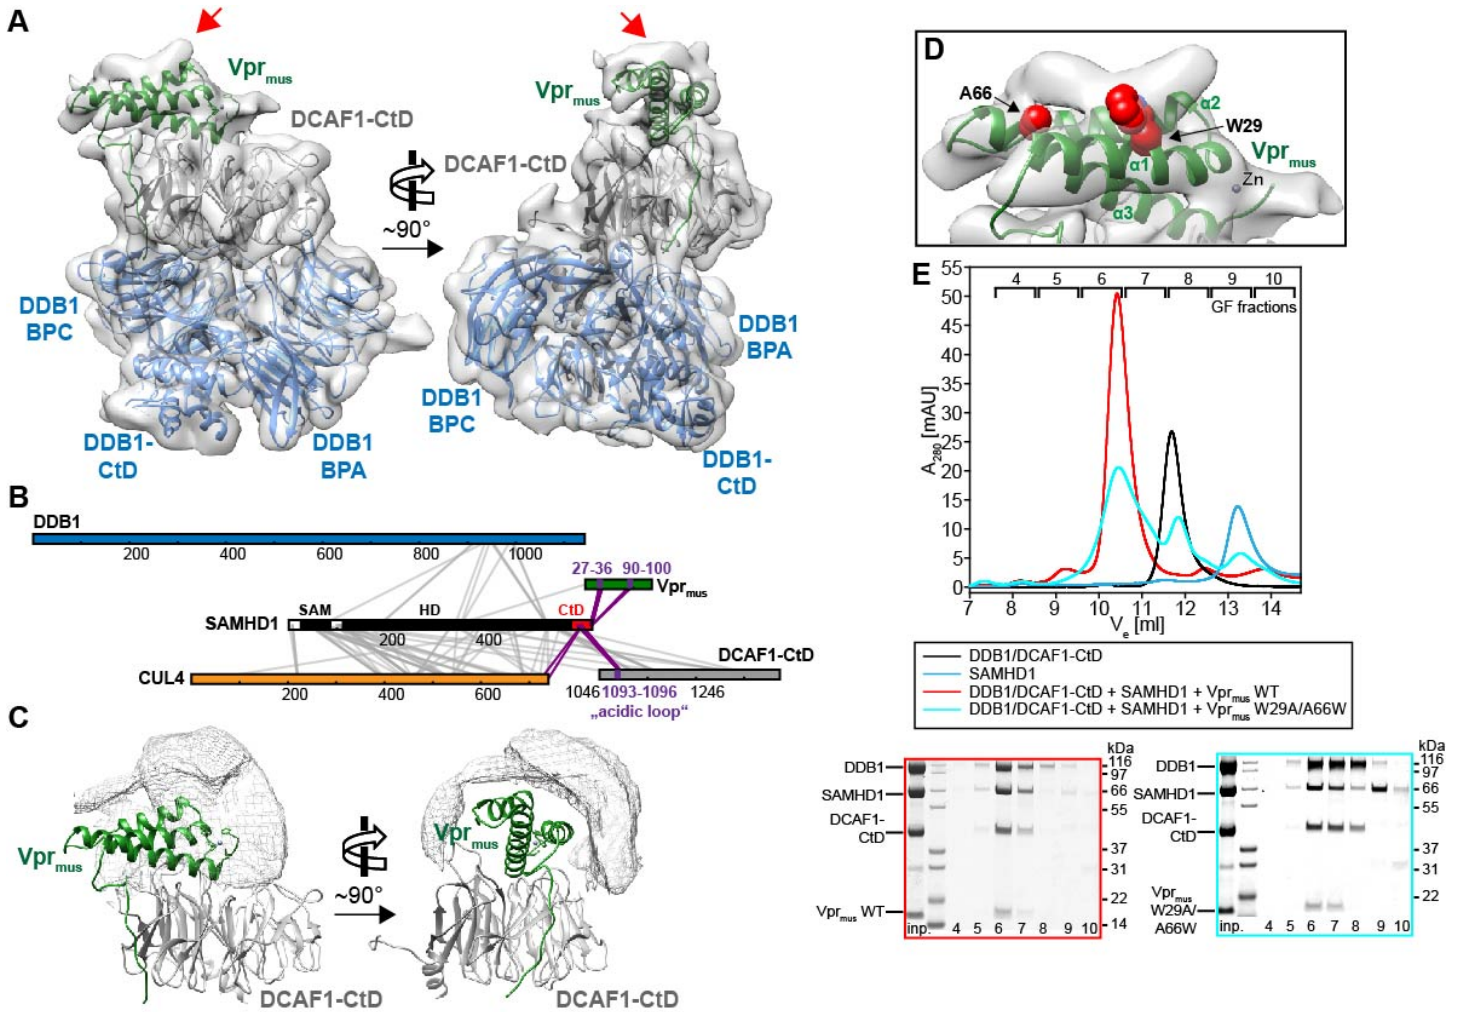 A
Vpr mus
DCAF1-CtD
DDB1
BPC
DDB1-
CtD
DDB1
BPA
~90°
Vpr mus
DCAF1-CtD
DDB1
BPC
DDB1
BPA
DDB1-
CtD
B
DDB1
200 400 600 800 1000
27-36 90-100
Vpr mus
SAM HD CtD
SAMHD1
200 400
DCAF1-CtD
CUL4
200 400 600
1046 1093-1096 1246
„acidic loop“
C
Vpr mus
DCAF1-CtD
~90°
Vpr mus
DCAF1-CtD
D
A66
α2
W29
α1
Vpr mus
Zn
α3
E
55
50
45
40
35
30
25
20
15
10
5
0
A280 [mAU]
4 5 6 7 8 9 10
GF fractions
7 8 9 10 11 12 13 14
Ve [ml]
DDB1/DCAF1-CtD
SAMHD1
DDB1/DCAF1-CtD + SAMHD1 + Vpr mus WT
DDB1/DCAF1-CtD + SAMHD1 + Vpr mus W29A/A66W
DDB1
SAMHD1
DCAF1-
CtD
Vpr mus WT
inp. 4 5 6 7 8 9 10
kDa
116
97
66
55
37
31
22
14
DDB1
SAMHD1
DCAF1-
CtD
Vpr mus
W29A/
A66W
inp. 4 5 6 7 8 9 10
kDa
116
97
66
55
37
31
22